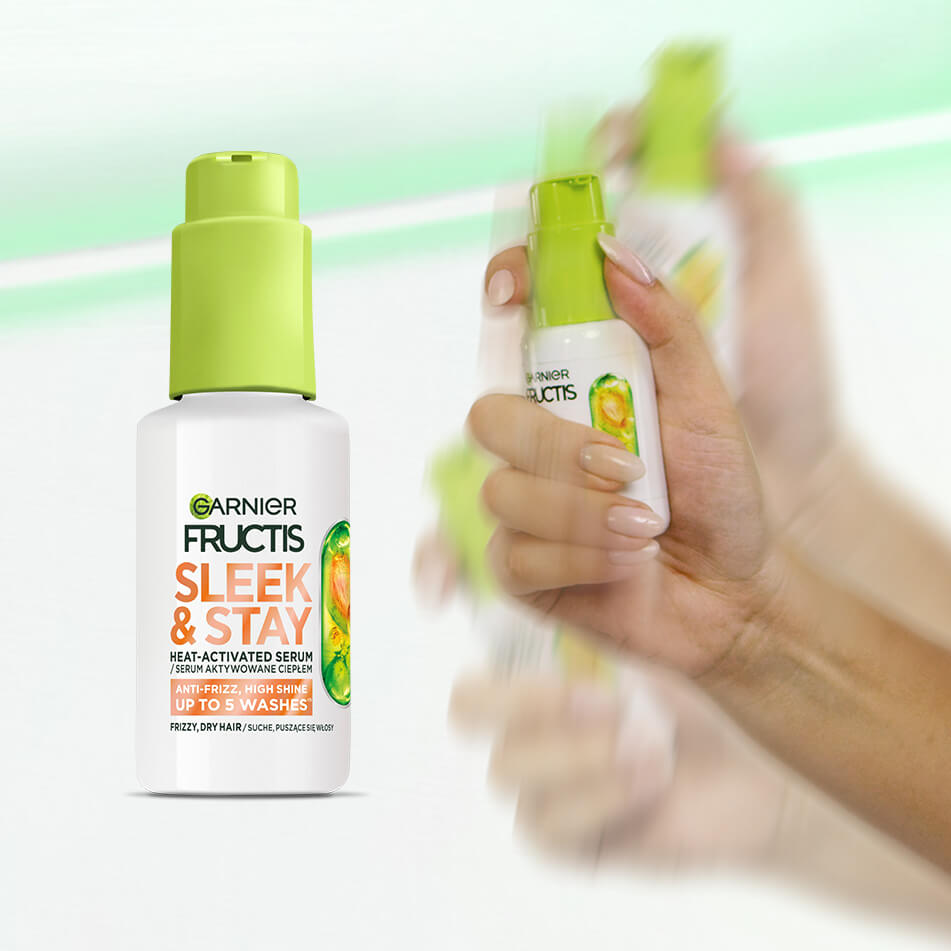 GARNIER
FRUCTIS
SLEEK
& STAY
HEAT-ACTIVATED SERUM
/ SERUM AKTYWOWANE CIEPŁEM
ANTI-FRIZZ, HIGH SHINE
UP TO 5 WASHES
FRIZZY, DRY HAIR / SUCHE, PUSZĄCE SIĘ WŁOSY
GARNIER
FRUCTIS